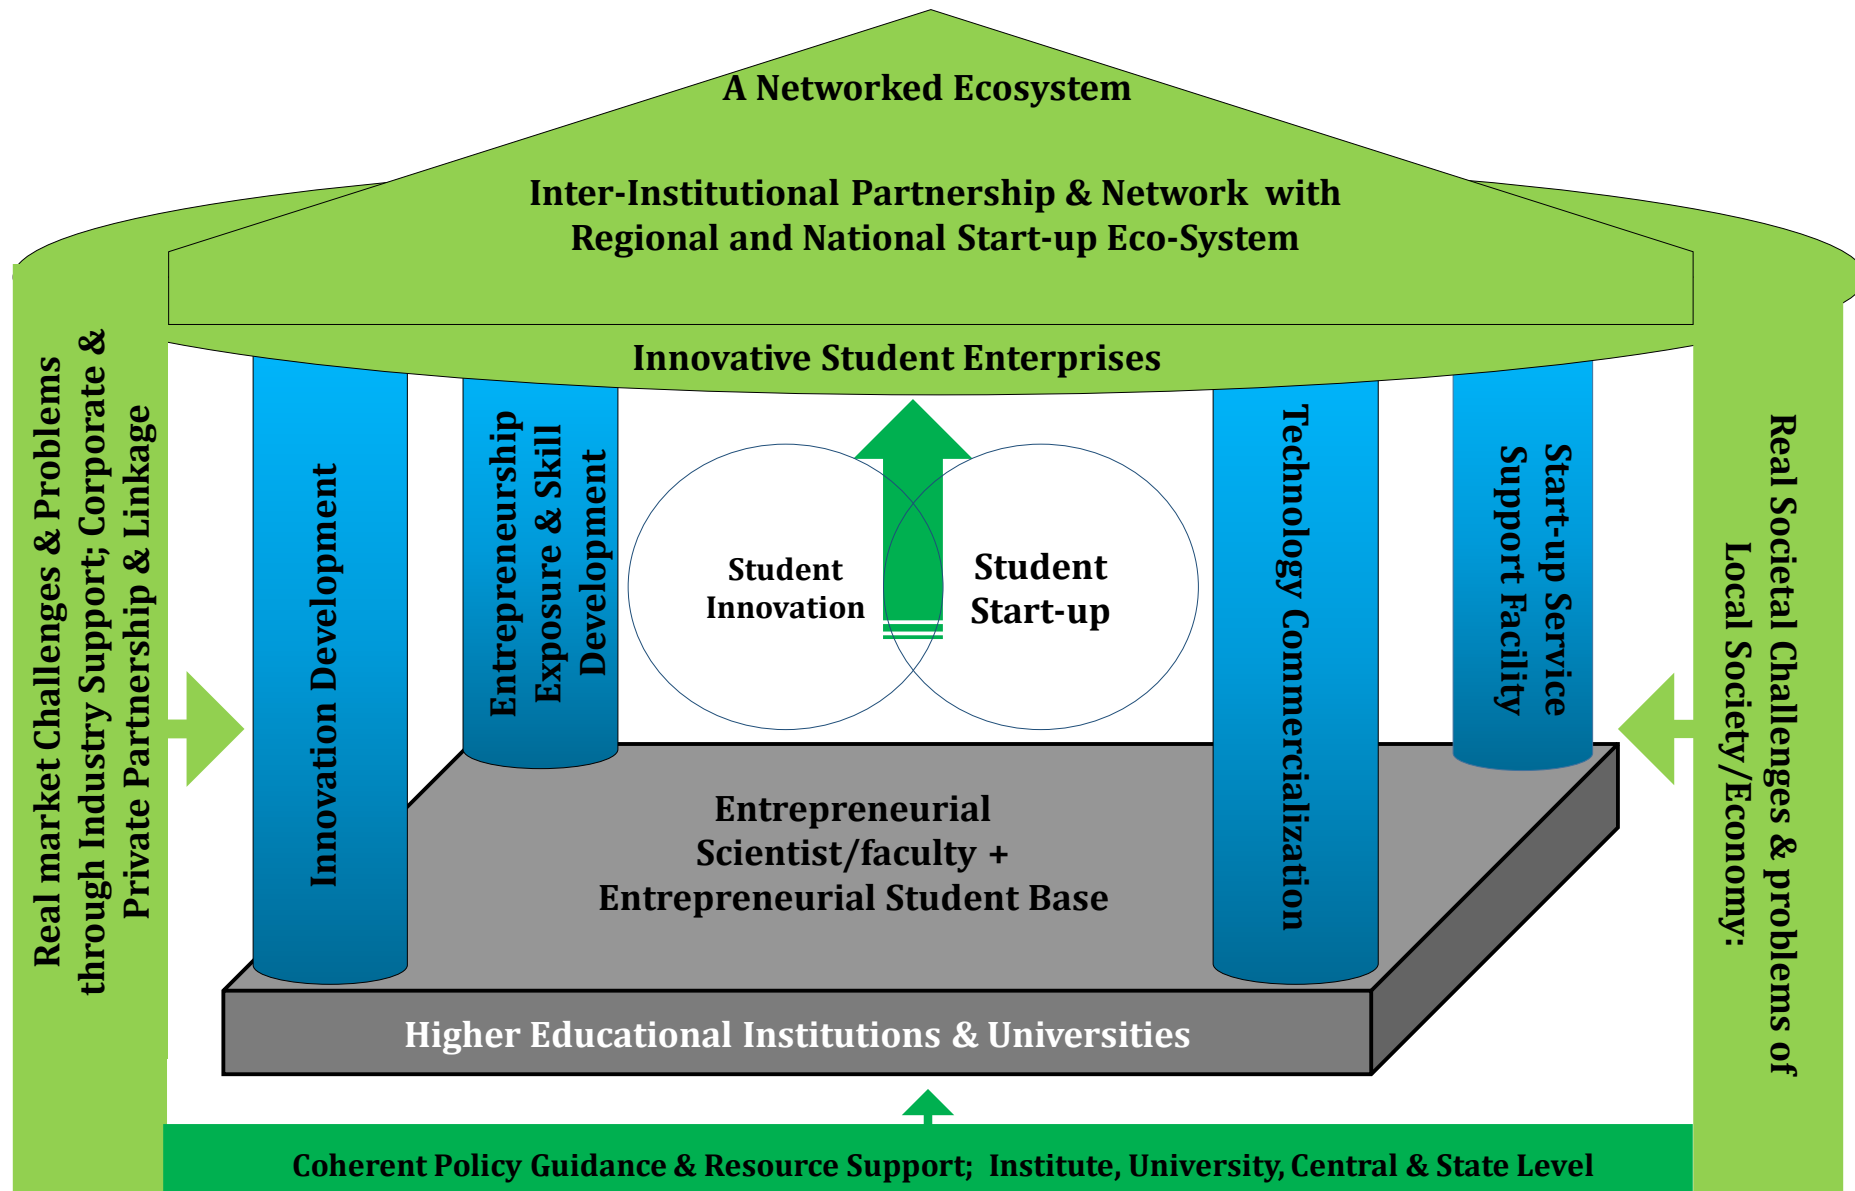 A Networked Ecosystem
Inter-Institutional Partnership & Network with
Regional and National Start-up Eco-System
Innovative Student Enterprises
Real market Challenges & Problems
through Industry Support; Corporate &
Private Partnership & Linkage
Innovation Development
Entrepreneurship
Exposure & Skill
Development
Student
Innovation
Student
Start-up
Technology Commercialization
Start-up Service
Support Facility
Real Societal Challenges & problems of
Local Society/Economy:
Entrepreneurial
Scientist/faculty +
Entrepreneurial Student Base
Higher Educational Institutions & Universities
Coherent Policy Guidance & Resource Support; Institute, University, Central & State Level